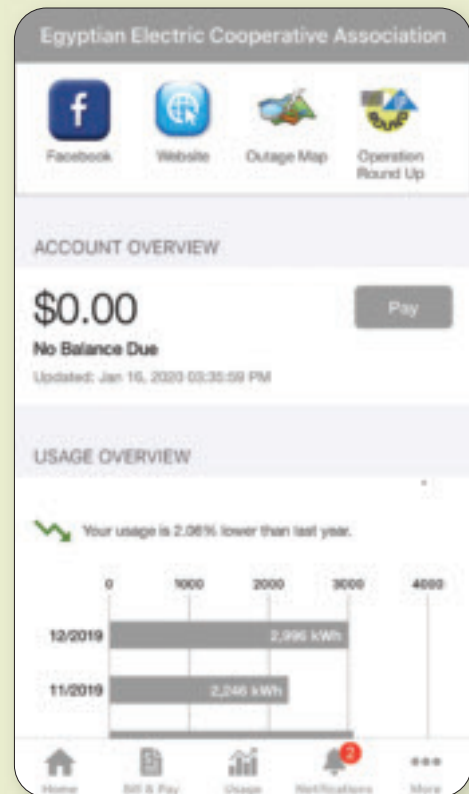 Egyptian Electric Cooperative Association
f
Facebook
Website
Outage Map
Operation
Round Up
ROUND
ACCOUNT OVERVIEW
$0.00
Pay
No Balance Due
Updated: Jan 16, 2020 03:35:59 PM
USAGE OVERVIEW
Your usage is 2.06% lower than last year.
0 1000 2000 3000 4000
12/2019 2,996 kWh
11/2019 2,246 kWh
2
Home Bill & Pay Usage Notifications More